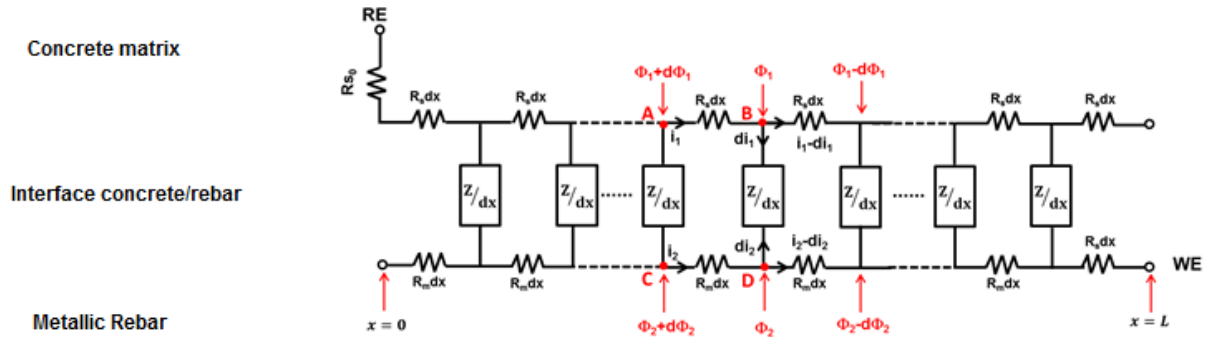 RE
Concrete matrix
Rs₀
Φ₁+dΦ₁
Φ₁
Φ₁-dΦ₁
Rₛdx
Rₛdx
Rₛdx
Rₛdx
Rₛdx
Rₛdx
A
B
i₁
di₁
i₁-di₁
Interface concrete/rebar
Z/dx
Z/dx
......
Z/dx
Z/dx
Z/dx
......
Z/dx
Z/dx
i₂
di₂
i₂-di₂
Rₛdx
C
D
WE
Rₘdx
Rₘdx
Rₘdx
Rₘdx
Rₘdx
Metallic Rebar
x = 0
Φ₂+dΦ₂
Φ₂
Φ₂-dΦ₂
x = L